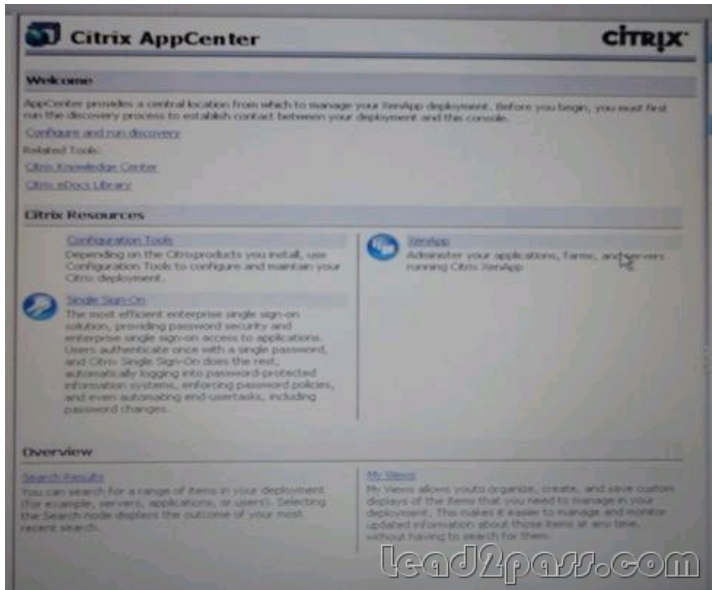 Citrix AppCenter
CITRIX
Welcome
AppCenter provides a central location from which to manage your XenApp deployment. Before you begin, you must first
run the discovery process to establish contact between your deployment and this console.
Configure and run discovery
Related Tools:
Citrix Knowledge Center
Citrix eDocs Library
Citrix Resources
Configuration Tools
Depending on the Citrixproducts you install, use
Configuration Tools to configure and maintain your
Citrix deployment.
Single Sign-On
The most efficient enterprise single sign-on
solution, providing password security and
enterprise single sign-on access to applications.
Users authenticate once with a single password,
and Citrix Single Sign-On does the rest,
automatically logging into password-protected
information systems, enforcing password policies,
and even automating end-usertasks, including
password changes.
XenApp
Administer your applications, farms, and servers
running Citrix XenApp
Overview
Search Results
You can search for a range of items in your deployment
(for example, servers, applications, or users). Selecting
the Search node displays the outcome of your most
recent search.
My Views
My Views allows youto organize, create, and save custom
displays of the items that you need to manage in your
deployment. This makes it easier to manage and monitor
updated information about those items at any time,
without having to search for them.
Lead2pass.com